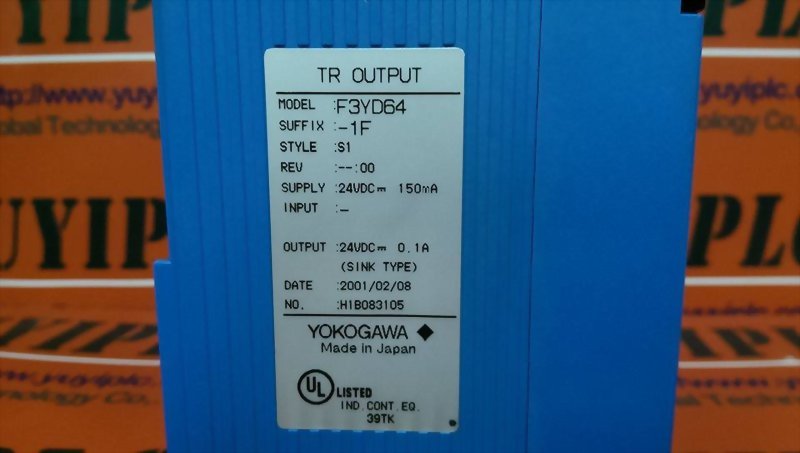 TR OUTPUT
MODEL :F3YD64
SUFFIX :-1F
STYLE :S1
REV :--:00
SUPPLY :24VDC⎓ 150mA
INPUT :-
OUTPUT :24VDC⎓ 0.1A
(SINK TYPE)
DATE :2001/02/08
NO. :H1B083105
YOKOGAWA
Made in Japan
UL LISTED
IND.CONT.EQ.
39TK